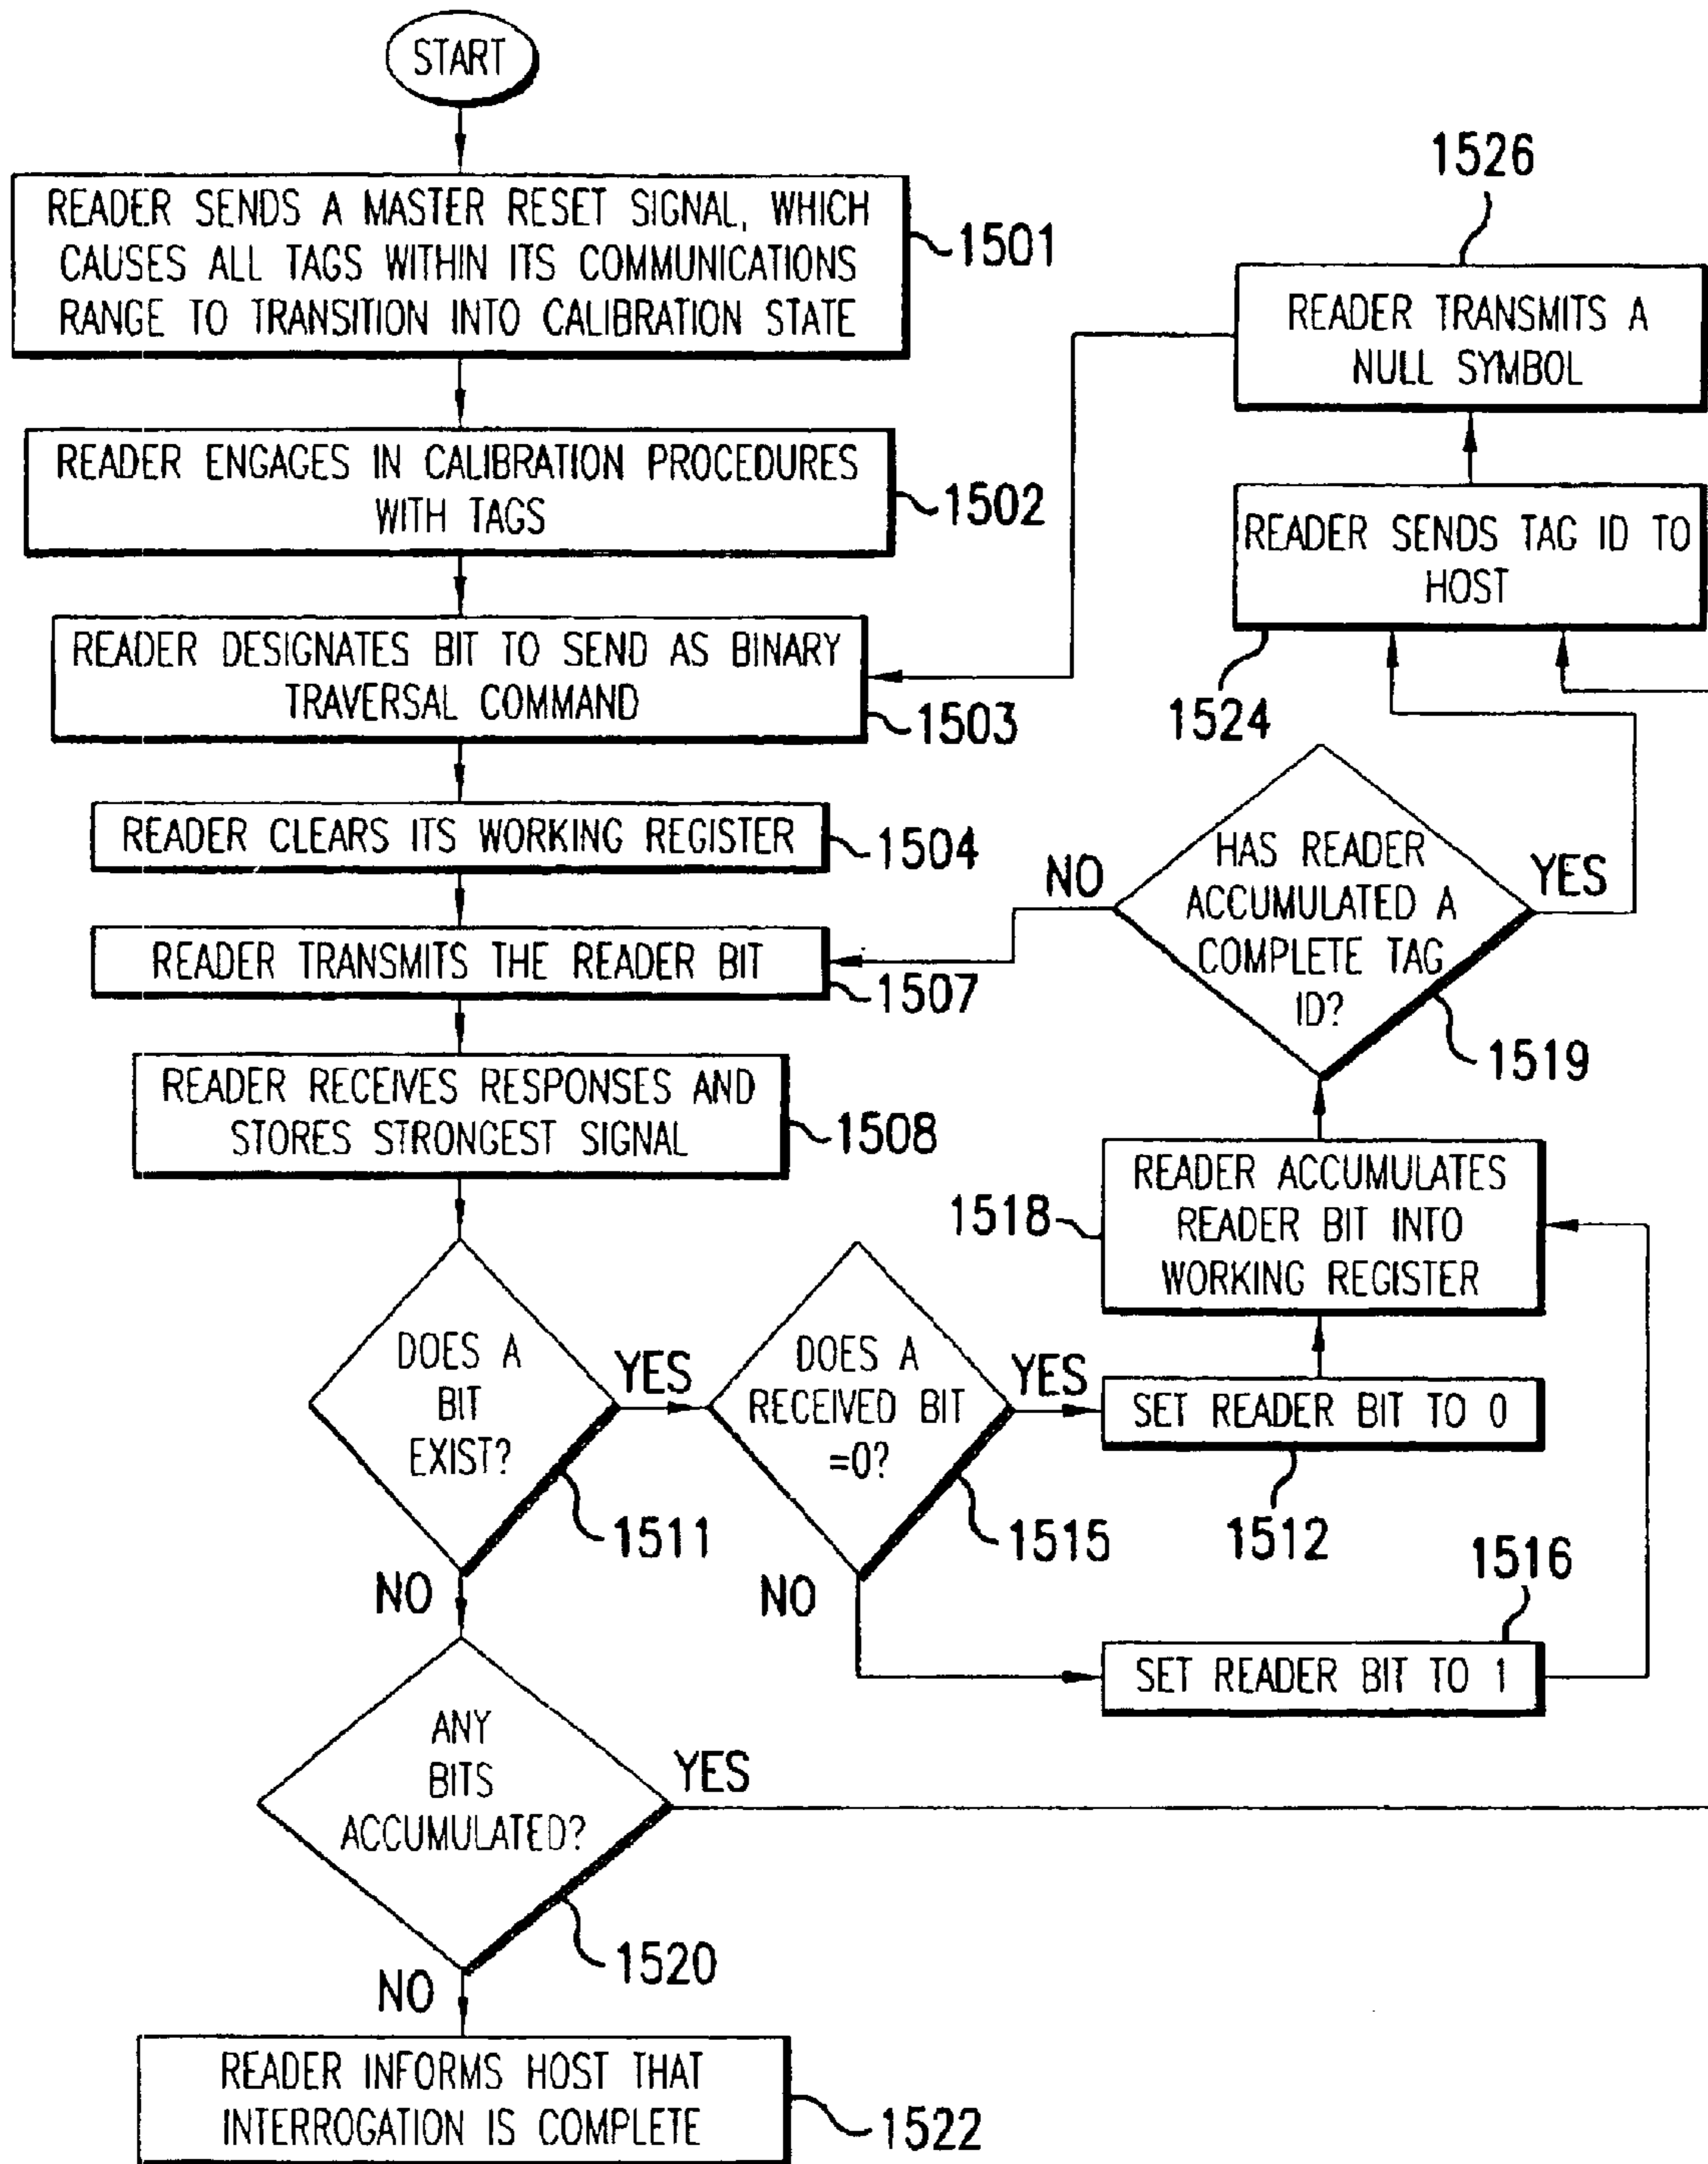 START
READER SENDS A MASTER RESET SIGNAL, WHICH
CAUSES ALL TAGS WITHIN ITS COMMUNICATIONS
RANGE TO TRANSITION INTO CALIBRATION STATE
1501
READER ENGAGES IN CALIBRATION PROCEDURES
WITH TAGS
1502
READER DESIGNATES BIT TO SEND AS BINARY
TRAVERSAL COMMAND
1503
READER CLEARS ITS WORKING REGISTER
1504
READER TRANSMITS THE READER BIT
1507
READER RECEIVES RESPONSES AND
STORES STRONGEST SIGNAL
1508
DOES A
BIT
EXIST?
1511
YES
NO
DOES A
RECEIVED BIT
=0?
1515
YES
NO
SET READER BIT TO 0
1512
SET READER BIT TO 1
1516
READER ACCUMULATES
READER BIT INTO
WORKING REGISTER
1518
HAS READER
ACCUMULATED A
COMPLETE TAG
ID?
1519
NO
YES
READER SENDS TAG ID TO
HOST
1524
READER TRANSMITS A
NULL SYMBOL
1526
ANY
BITS
ACCUMULATED?
1520
YES
NO
READER INFORMS HOST THAT
INTERROGATION IS COMPLETE
1522